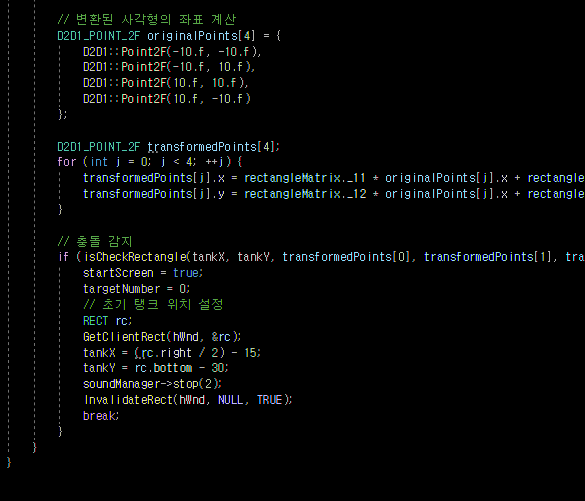 // 변환된 사각형의 좌표 계산
D2D1_POINT_2F originalPoints[4] = {
D2D1::Point2F(-10.f, -10.f),
D2D1::Point2F(-10.f, 10.f),
D2D1::Point2F(10.f, 10.f),
D2D1::Point2F(10.f, -10.f)
};
D2D1_POINT_2F transformedPoints[4];
for (int j = 0; j < 4; ++j) {
transformedPoints[j].x = rectangleMatrix._11 * originalPoints[j].x + rectangle
transformedPoints[j].y = rectangleMatrix._12 * originalPoints[j].x + rectangle
}
// 충돌 감지
if (isCheckRectangle(tankX, tankY, transformedPoints[0], transformedPoints[1], tra
startScreen = true;
targetNumber = 0;
// 초기 탱크 위치 설정
RECT rc;
GetClientRect(hWnd, &rc);
tankX = (rc.right / 2) - 15;
tankY = rc.bottom - 30;
soundManager->stop(2);
InvalidateRect(hWnd, NULL, TRUE);
break;
}
}
}